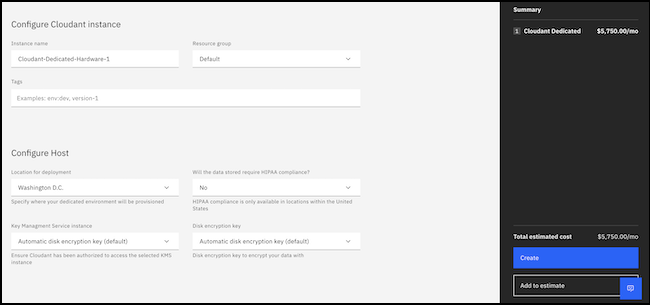 Configure Cloudant instance
Instance name
Resource group
Cloudant-Dedicated-Hardware-1
Default
Tags
Examples: env:dev, version-1
Configure Host
Location for deployment
Will the data stored require HIPAA compliance?
Washington D.C.
No
Specify where your dedicated environment will be provisioned
HIPAA compliance is only available in locations within the United
States
Key Managment Service instance
Disk encryption key
Automatic disk encryption key (default)
Automatic disk encryption key (default)
Ensure Cloudant has been authorized to access the selected KMS
instance
Disk encryption key to encrypt your data with
Summary
1 Cloudant Dedicated $5,750.00/mo
Total estimated cost $5,750.00/mo
Create
Add to estimate